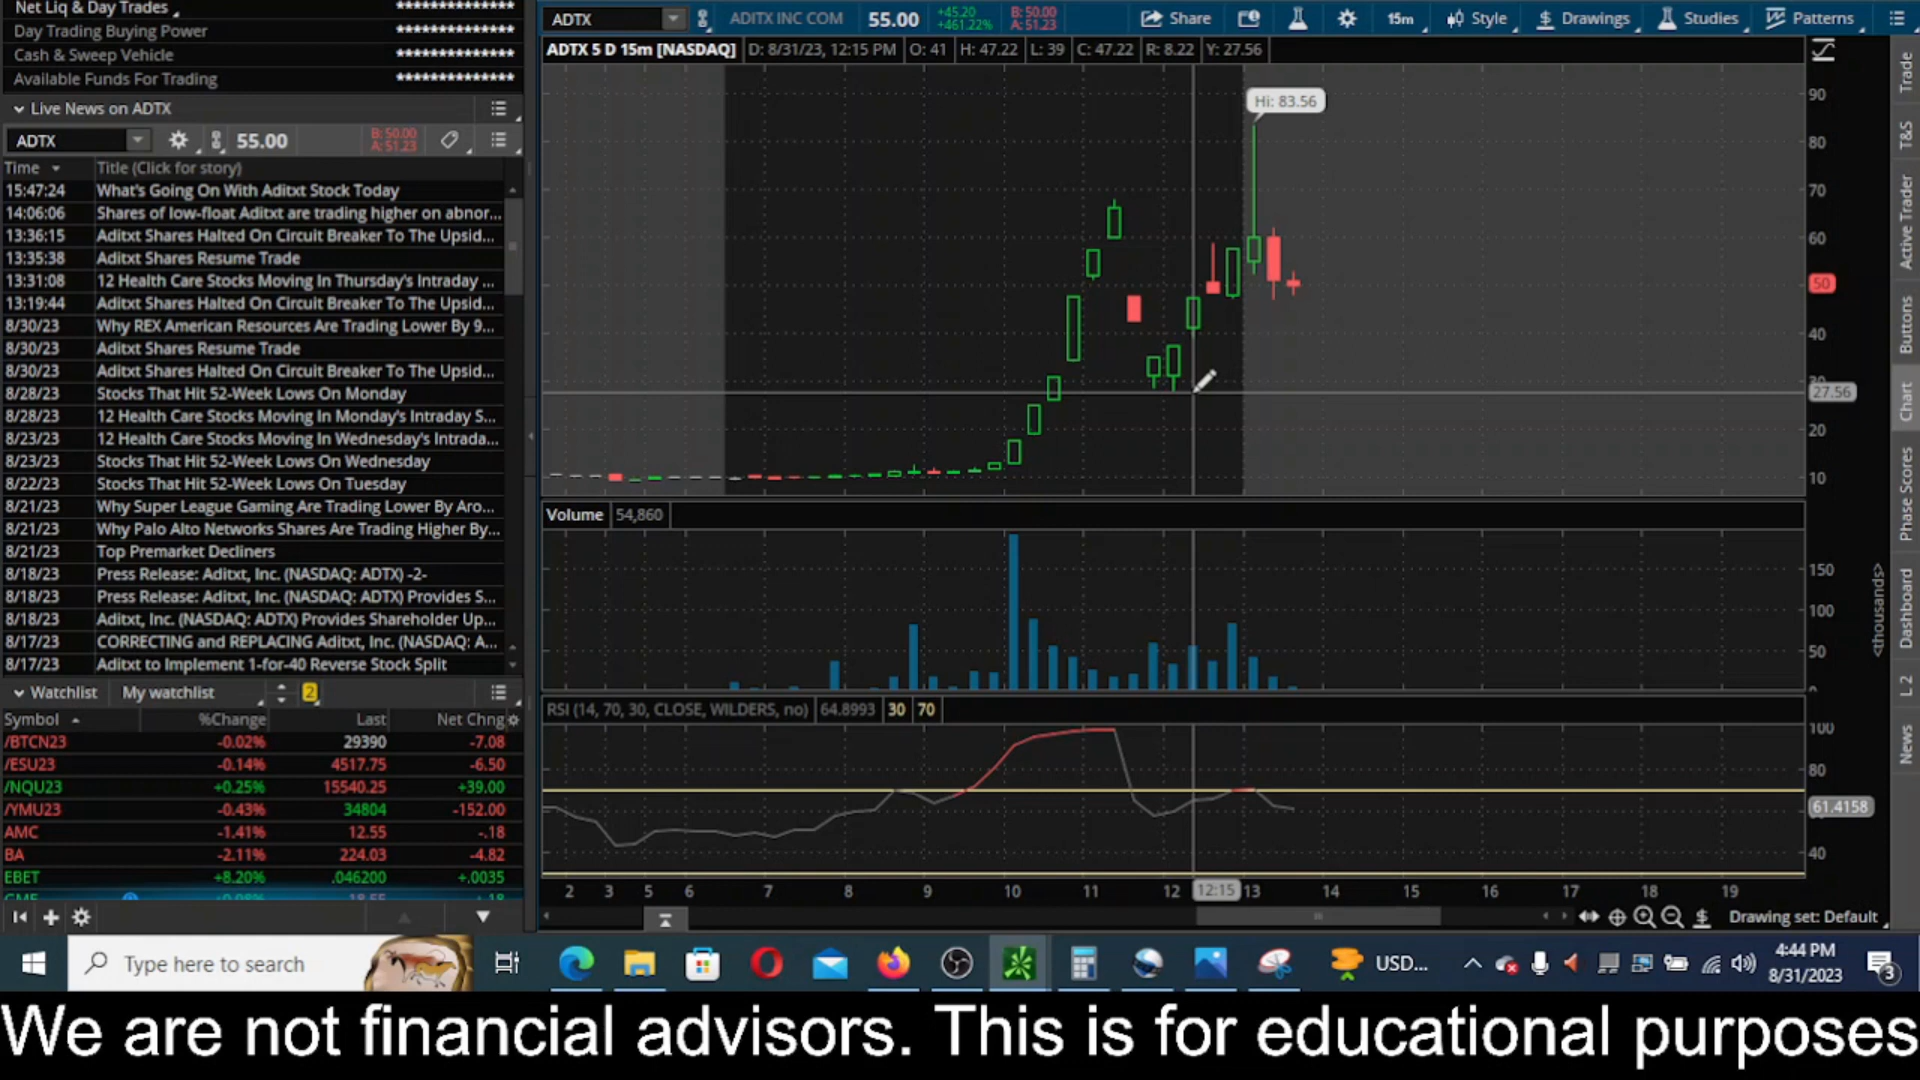 Net Liq & Day Trades
**************
Day Trading Buying Power
**************
Cash & Sweep Vehicle
**************
Available Funds For Trading
**************
Live News on ADTX
ADTX
55.00
B: 50.00
A: 51.23
Time
Title (Click for story)
15:47:24 What's Going On With Aditxt Stock Today
14:06:06 Shares of low-float Aditxt are trading higher on abnor...
13:36:15 Aditxt Shares Halted On Circuit Breaker To The Upsid...
13:35:38 Aditxt Shares Resume Trade
13:31:08 12 Health Care Stocks Moving In Thursday's Intraday ...
13:19:44 Aditxt Shares Halted On Circuit Breaker To The Upsid...
8/30/23 Why REX American Resources Are Trading Lower By 9...
8/30/23 Aditxt Shares Resume Trade
8/30/23 Aditxt Shares Halted On Circuit Breaker To The Upsid...
8/28/23 Stocks That Hit 52-Week Lows On Monday
8/28/23 12 Health Care Stocks Moving In Monday's Intraday S...
8/23/23 12 Health Care Stocks Moving In Wednesday's Intrada...
8/23/23 Stocks That Hit 52-Week Lows On Wednesday
8/22/23 Stocks That Hit 52-Week Lows On Tuesday
8/21/23 Why Super League Gaming Are Trading Lower By Aro...
8/21/23 Why Palo Alto Networks Shares Are Trading Higher By...
8/21/23 Top Premarket Decliners
8/18/23 Press Release: Aditxt, Inc. (NASDAQ: ADTX) -2-
8/18/23 Press Release: Aditxt, Inc. (NASDAQ: ADTX) Provides S...
8/18/23 Aditxt, Inc. (NASDAQ: ADTX) Provides Shareholder Up...
8/17/23 CORRECTING and REPLACING Aditxt, Inc. (NASDAQ: A...
8/17/23 Aditxt to Implement 1-for-40 Reverse Stock Split
Watchlist My watchlist 2
Symbol %Change Last Net Chng
/BTCN23 -0.02% 29390 -7.08
/ESU23 -0.14% 4517.75 -6.50
/NQU23 +0.25% 15540.25 +39.00
/YMU23 -0.43% 34804 -152.00
AMC -1.41% 12.55 -.18
BA -2.11% 224.03 -4.82
EBET +8.20% .046200 +.0035
ADTX
ADITX INC COM
55.00
+45.20
+461.22%
B: 50.00
A: 51.23
Share
15m
Style
Drawings
Studies
Patterns
ADTX 5 D 15m [NASDAQ] D: 8/31/23, 12:15 PM O: 41 H: 47.22 L: 39 C: 47.22 R: 8.22 Y: 27.56
Hi: 83.56
90
80
70
60
50
40
30
27.56
20
10
Volume 54,860
150
100
50
<thousands>
RSI (14, 70, 30, CLOSE, WILDERS, no) 64.8993 30 70
100
80
61.4158
40
2 3 5 6 7 8 9 10 11 12 12:15 13 14 15 16 17 18 19
Drawing set: Default
Trade
T&S
Active Trader
Buttons
Chart
Phase Scores
Dashboard
L 2
News
Type here to search
USD...
4:44 PM
8/31/2023
3
We are not financial advisors. This is for educational purposes